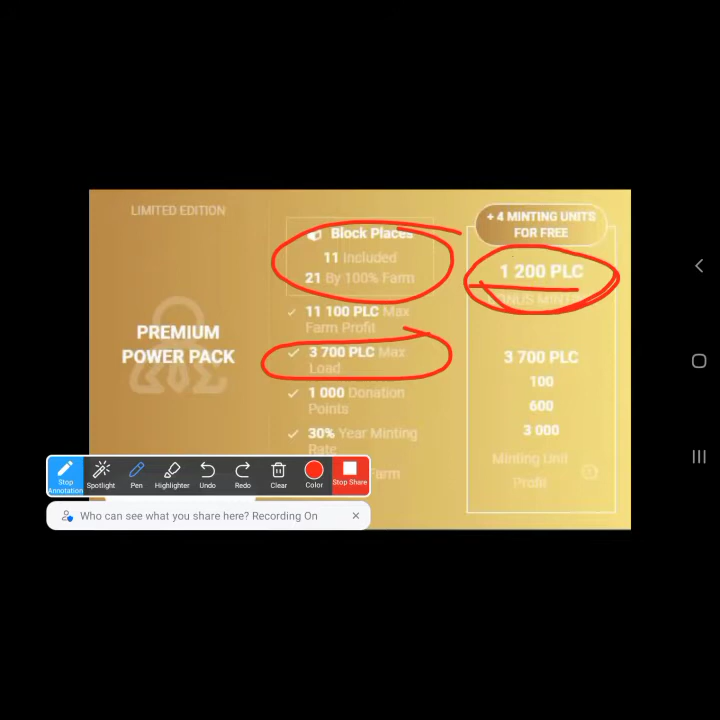 LIMITED EDITION
PREMIUM
POWER PACK
Block Places
11 Included
21 By 100% Farm
11 100 PLC Max
Farm Profit
3 700 PLC Max
Load
1 000 Donation
Points
30% Year Minting
Rate
Farm
+ 4 MINTING UNITS
FOR FREE
1 200 PLC
BONUS MINTING
3 700 PLC
100
600
3 000
Minting Unit
Profit
Stop
Annotation
Spotlight
Pen
Highlighter
Undo
Redo
Clear
Color
Stop Share
Who can see what you share here? Recording On